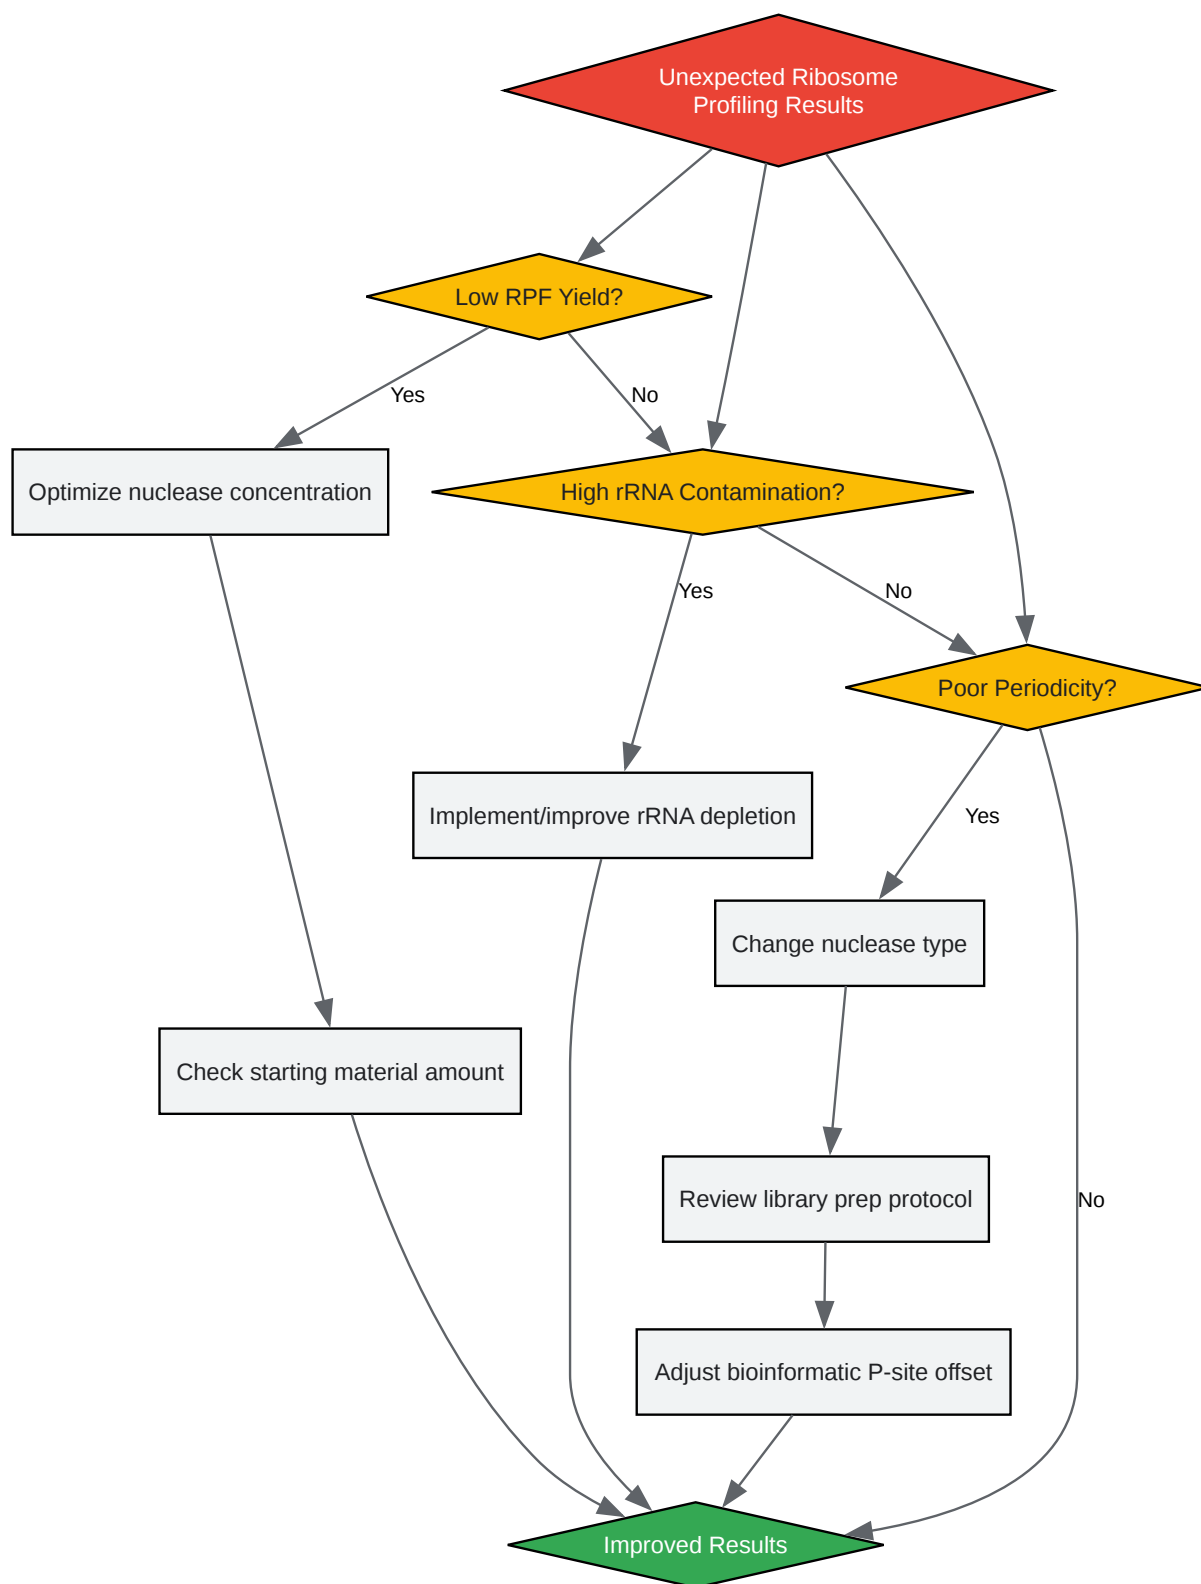 Unexpected Ribosome
Profiling Results
Low RPF Yield?
Yes
No
Optimize nuclease concentration
High rRNA Contamination?
Yes
No
Poor Periodicity?
Implement/improve rRNA depletion
Yes
Change nuclease type
Check starting material amount
Review library prep protocol
No
Adjust bioinformatic P-site offset
Improved Results